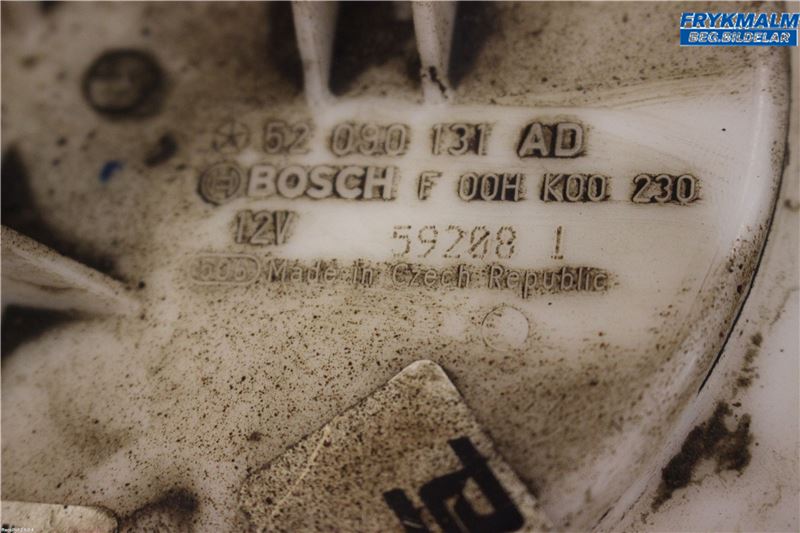 FRYKMALM
BEG.BILDELAR
52 090 131 AD
BOSCH F 00H K00 230
12V 59208 1
Made in Czech Republic